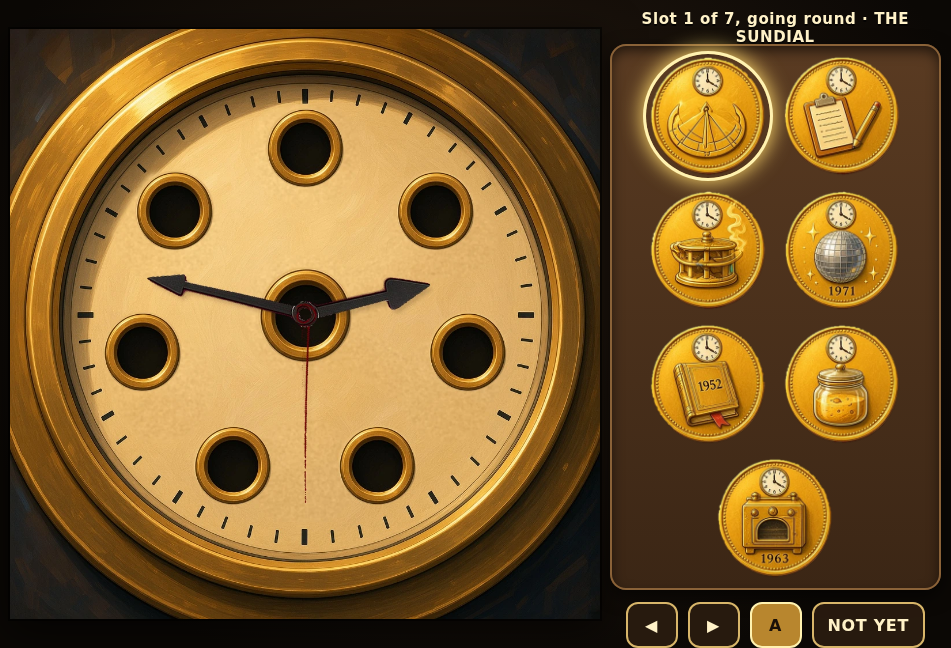 Slot 1 of 7, going round · THE
SUNDIAL
1971
1952
1963
◀
▶
A
NOT YET